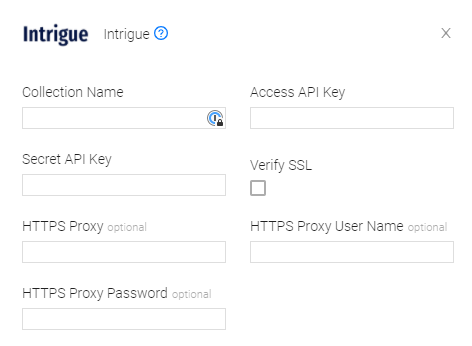 Intrigue Intrigue ?
Collection Name Access API Key
Secret API Key Verify SSL
HTTPS Proxy optional HTTPS Proxy User Name optional
HTTPS Proxy Password optional